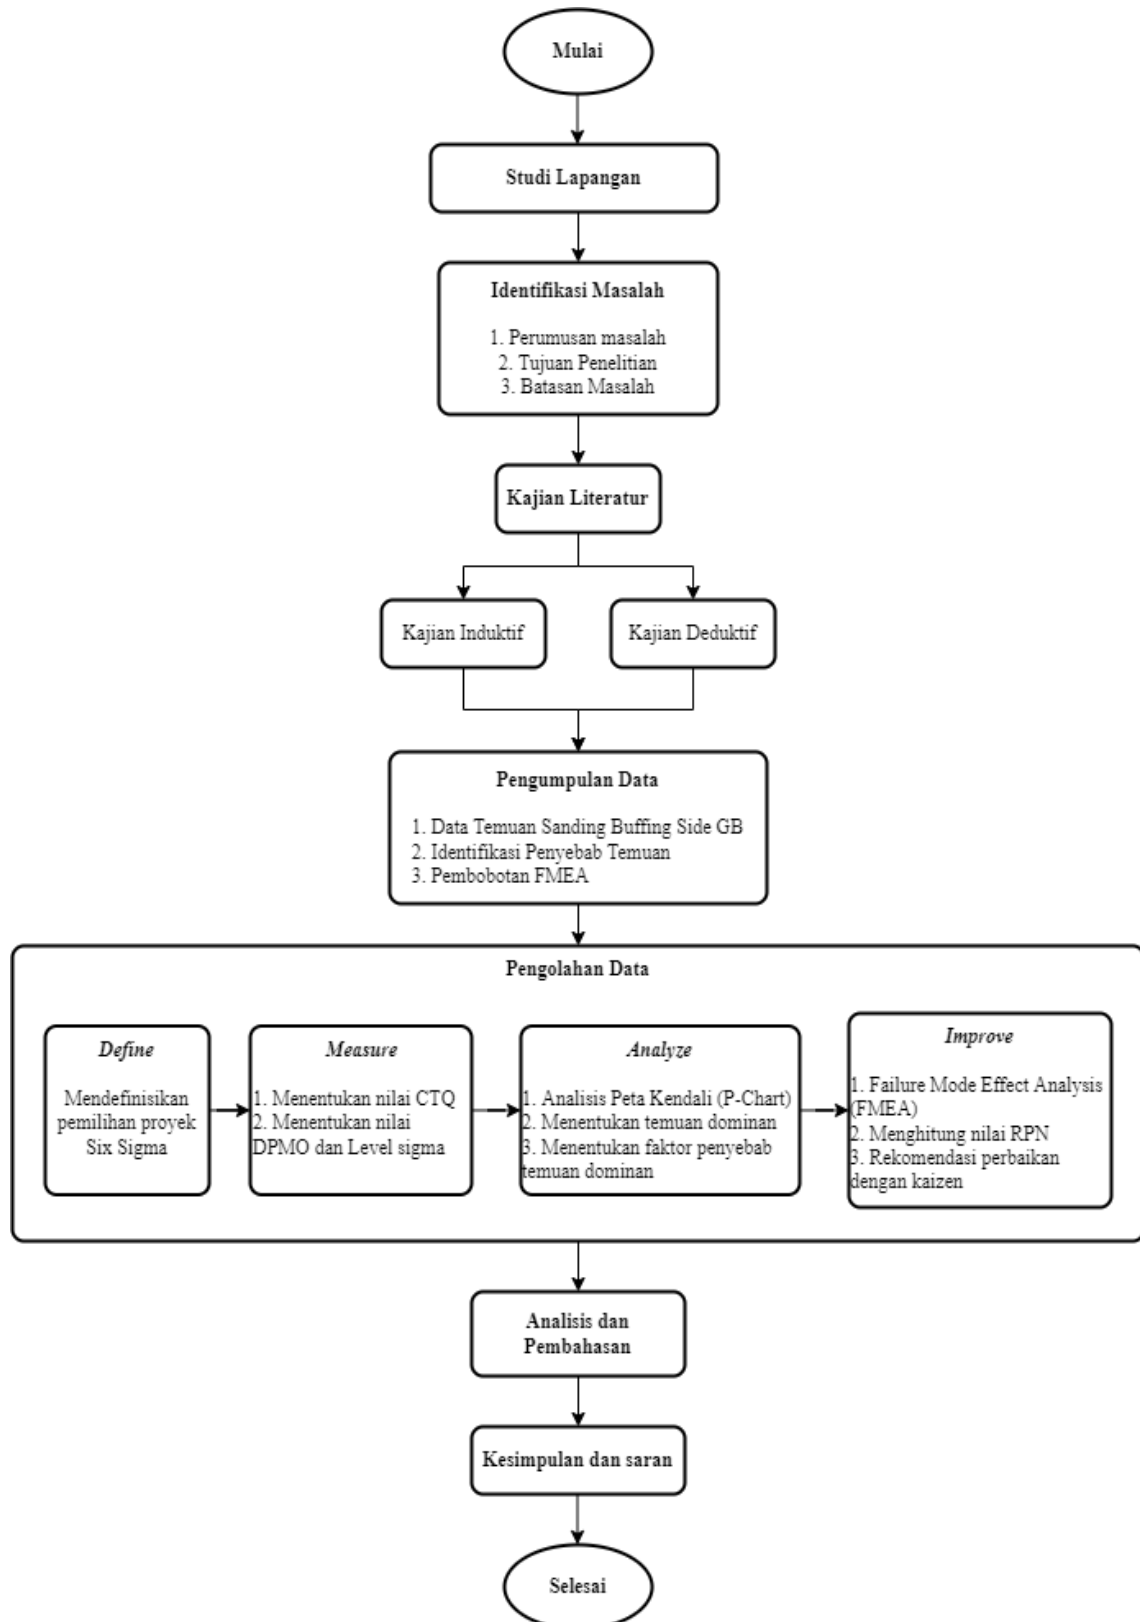 Mulai
Studi Lapangan
Identifikasi Masalah
1. Perumusan masalah
2. Tujuan Penelitian
3. Batasan Masalah
Kajian Literatur
Kajian Induktif
Kajian Deduktif
Pengumpulan Data
1. Data Temuan Sanding Buffing Side GB
2. Identifikasi Penyebab Temuan
3. Pembobotan FMEA
Pengolahan Data
Define
Mendefinisikan
pemilihan proyek
Six Sigma
Measure
1. Menentukan nilai CTQ
2. Menentukan nilai
DPMO dan Level sigma
Analyze
1. Analisis Peta Kendali (P-Chart)
2. Menentukan temuan dominan
3. Menentukan faktor penyebab
temuan dominan
Improve
1. Failure Mode Effect Analysis
(FMEA)
2. Menghitung nilai RPN
3. Rekomendasi perbaikan
dengan kaizen
Analisis dan
Pembahasan
Kesimpulan dan saran
Selesai